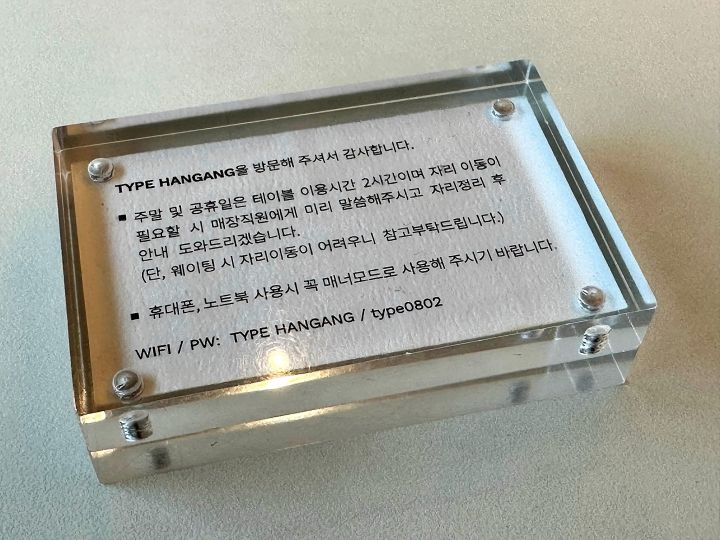 TYPE HANGANG을 방문해 주셔서 감사합니다.
▪ 주말 및 공휴일은 테이블 이용시간 2시간이며 자리 이동이
필요할 시 매장직원에게 미리 말씀해주시고 자리정리 후
안내 도와드리겠습니다.
(단, 웨이팅 시 자리이동이 어려우니 참고부탁드립니다.)
▪ 휴대폰, 노트북 사용시 꼭 매너모드로 사용해 주시기 바랍니다.
WIFI / PW: TYPE HANGANG / type0802